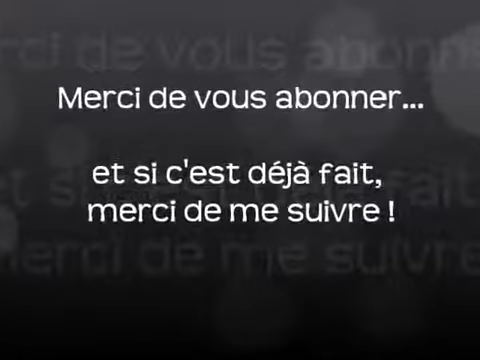 Merci de vous abonner...
et si c'est déjà fait,
merci de me suivre !